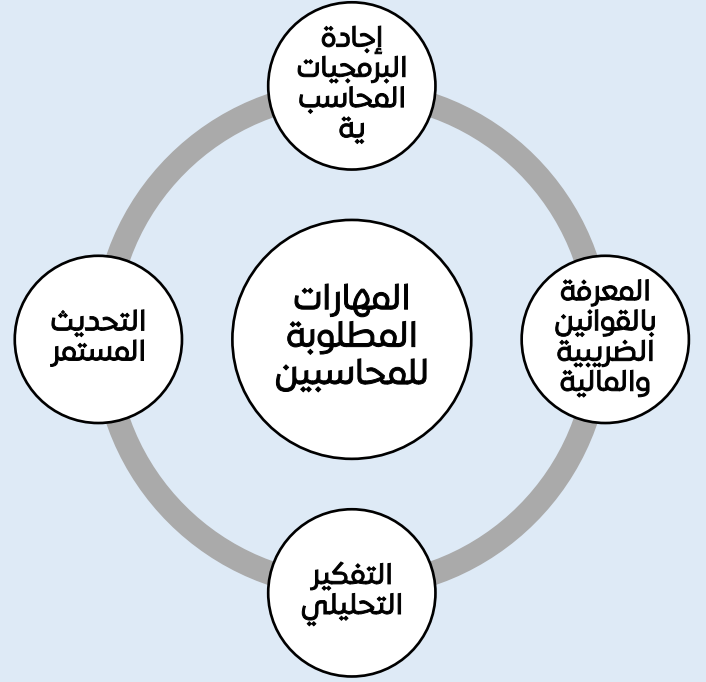 إجادة
البرمجيات
المحاسب
ية
المعرفة
بالقوانين
الضريبية
والمالية
المهارات
المطلوبة
للمحاسبين
التحديث
المستمر
التفكير
التحليلي